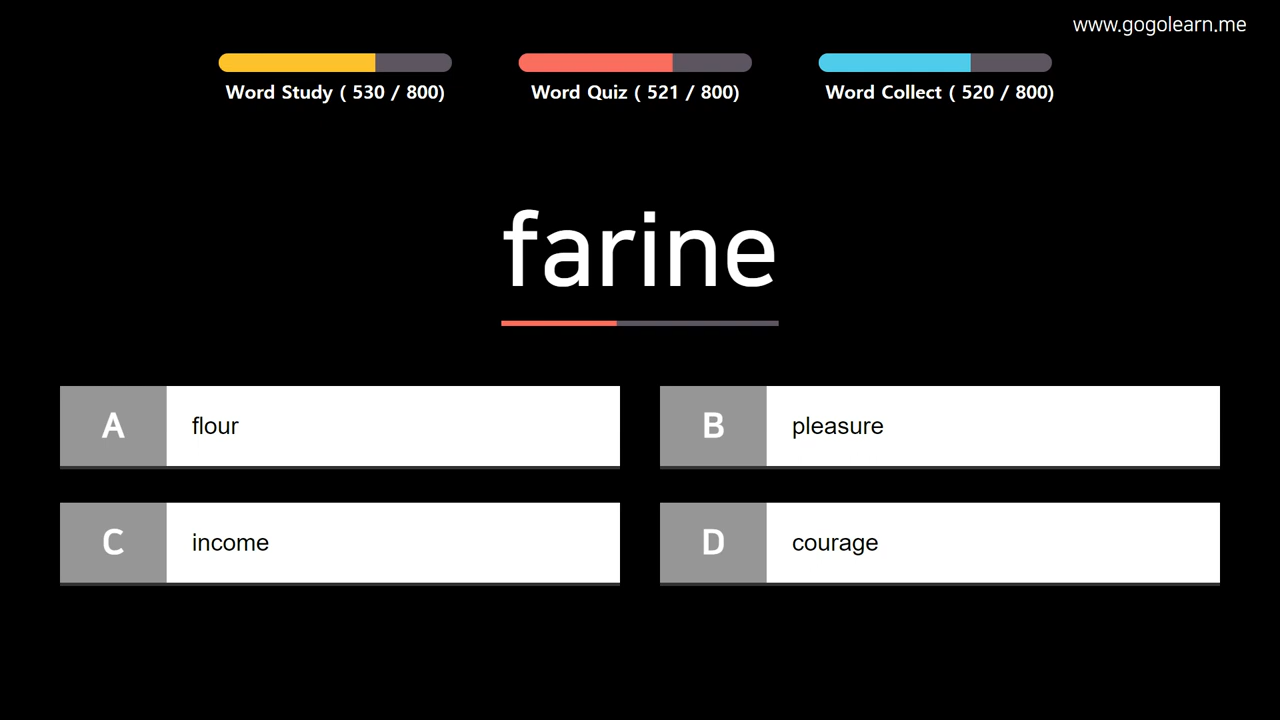 www.gogolearn.me
Word Study ( 530 / 800)
Word Quiz ( 521 / 800)
Word Collect ( 520 / 800)
farine
A flour
B pleasure
C income
D courage